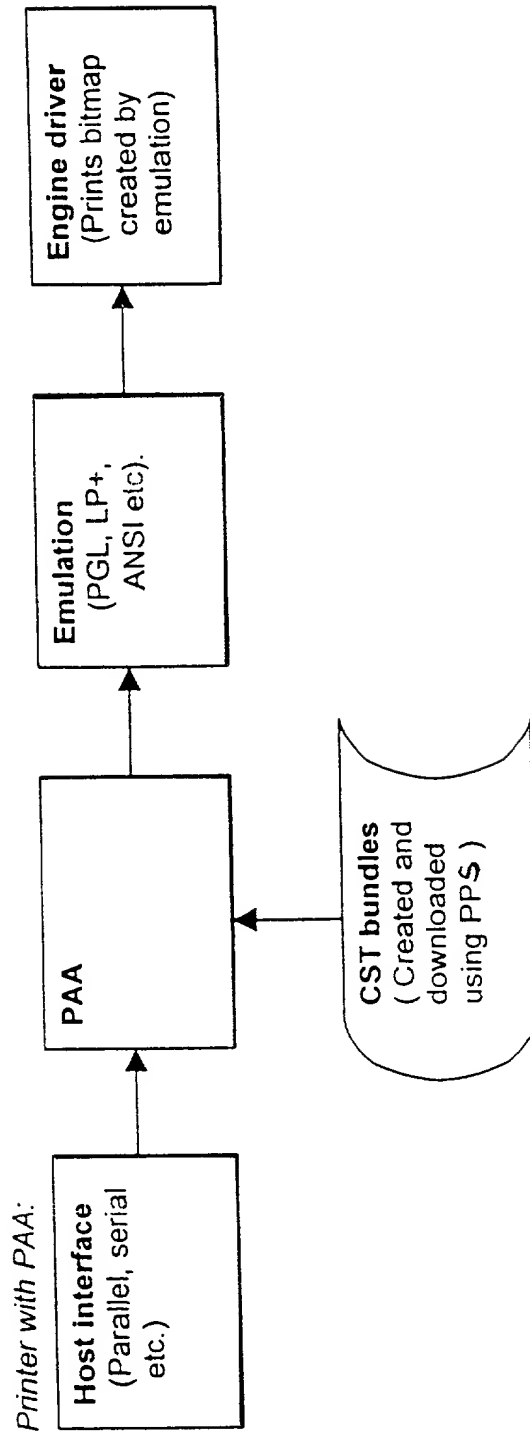 Printer with PAA:
Host interface
(Parallel, serial
etc.)
PAA
Emulation
(PGL, LP+,
ANSI etc).
Engine driver
(Prints bitmap
created by
emulation)
CST bundles
( Created and
downloaded
using PPS )